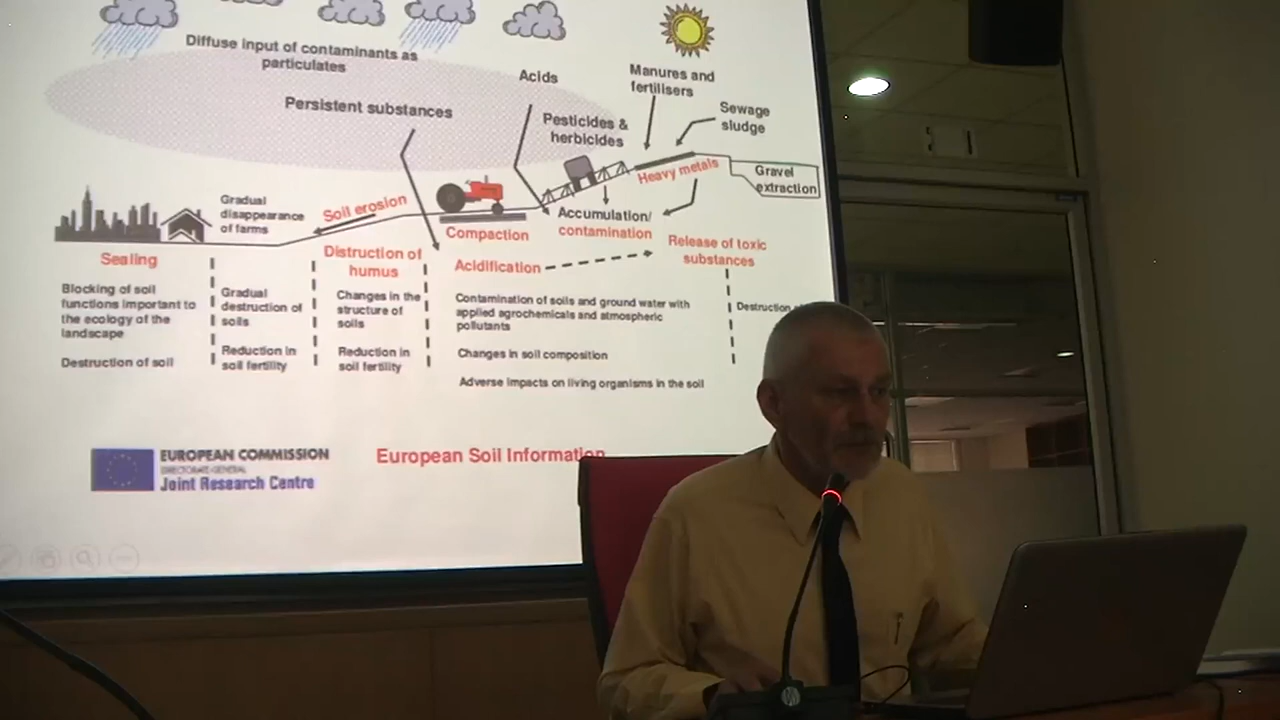 Diffuse input of contaminants as
particulates
Persistent substances
Acids
Pesticides &
herbicides
Manures and
fertilisers
Sewage
sludge
Gravel
extraction
Heavy metals
Gradual
disappearance
of farms
Soil erosion
Compaction
Accumulation/
contamination
Release of toxic
substances
Sealing
Distruction of
humus
Acidification
Blocking of soil
functions important to
the ecology of the
landscape
Destruction of soil
Gradual
destruction of
soils
Reduction in
soil fertility
Changes in the
structure of
soils
Reduction in
soil fertility
Contamination of soils and ground water with
applied agrochemicals and atmospheric
pollutants
Changes in soil composition
Adverse impacts on living organisms in the soil
Destruction
EUROPEAN COMMISSION
DIRECTORATE-GENERAL
Joint Research Centre
European Soil Information